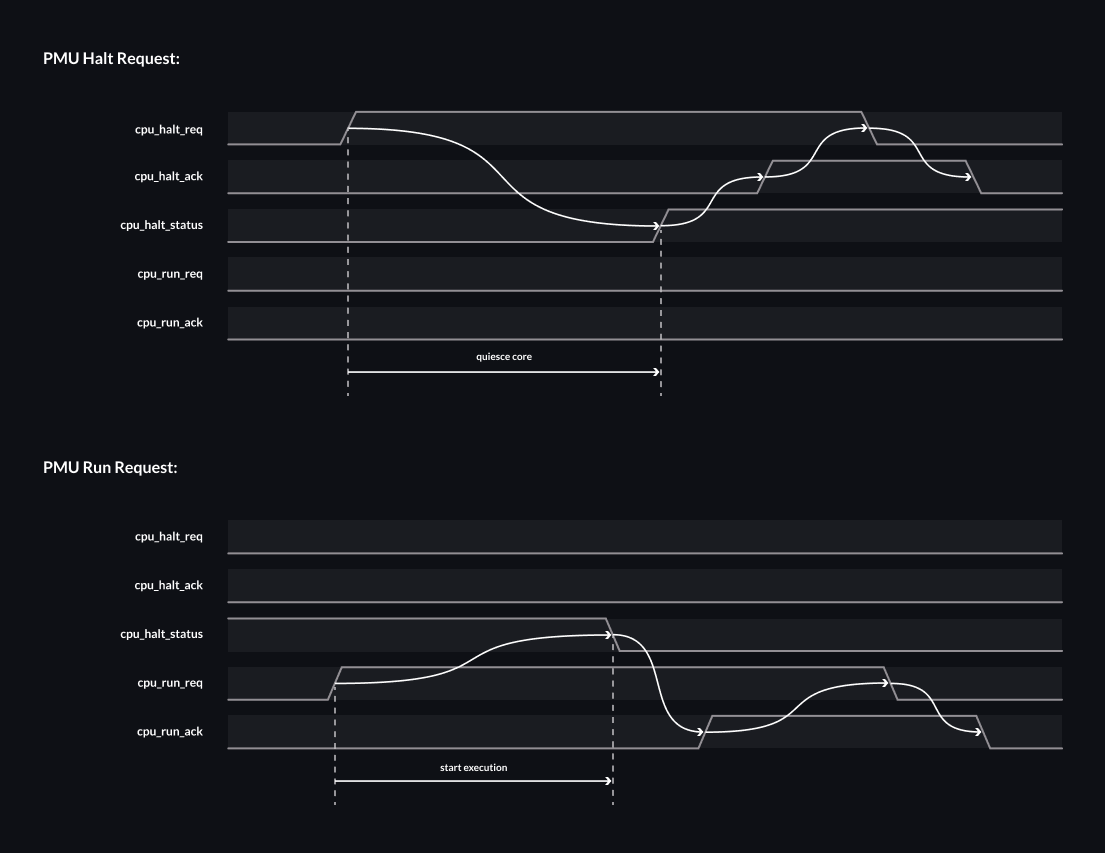 PMU Halt Request:
cpu_halt_req
cpu_halt_ack
cpu_halt_status
cpu_run_req
cpu_run_ack
quiesce core
PMU Run Request:
cpu_halt_req
cpu_halt_ack
cpu_halt_status
cpu_run_req
cpu_run_ack
start execution